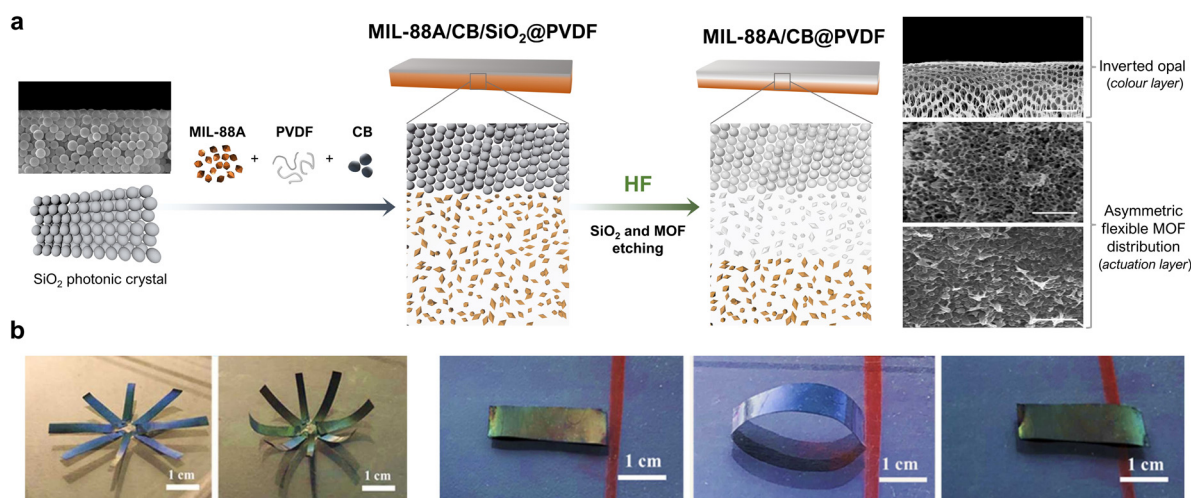 a
MIL-88A/CB/SiO2@PVDF
MIL-88A/CB@PVDF
MIL-88A
PVDF
CB
+
+
SiO2 photonic crystal
HF
SiO2 and MOF
etching
Inverted opal
(colour layer)
Asymmetric
flexible MOF
distribution
(actuation layer)
b
1 cm
1 cm
1 cm
1 cm
1 cm